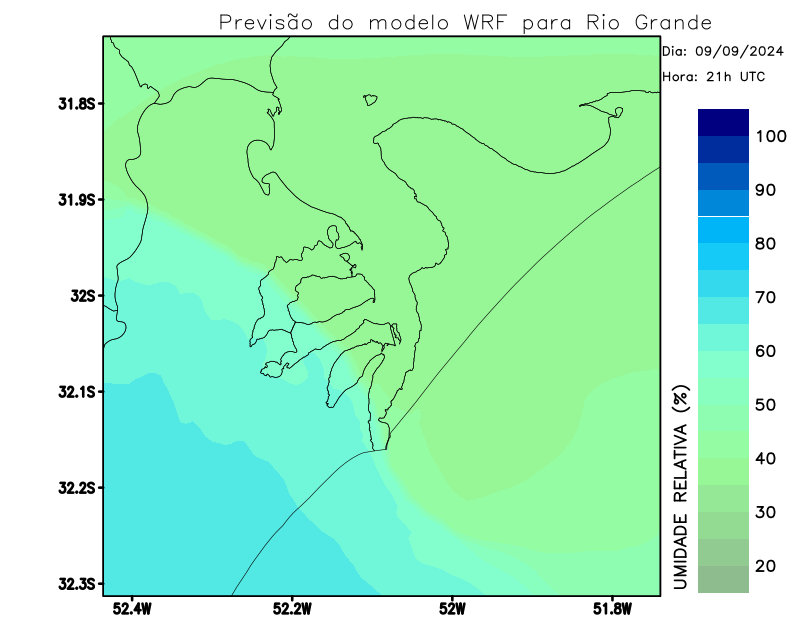 Previsão do modelo WRF para Rio Grande
Dia: 09/09/2024
Hora: 21h UTC
31.8S
31.9S
32S
32.1S
32.2S
32.3S
52.4W
52.2W
52W
51.8W
UMIDADE RELATIVA (%)
100
90
80
70
60
50
40
30
20